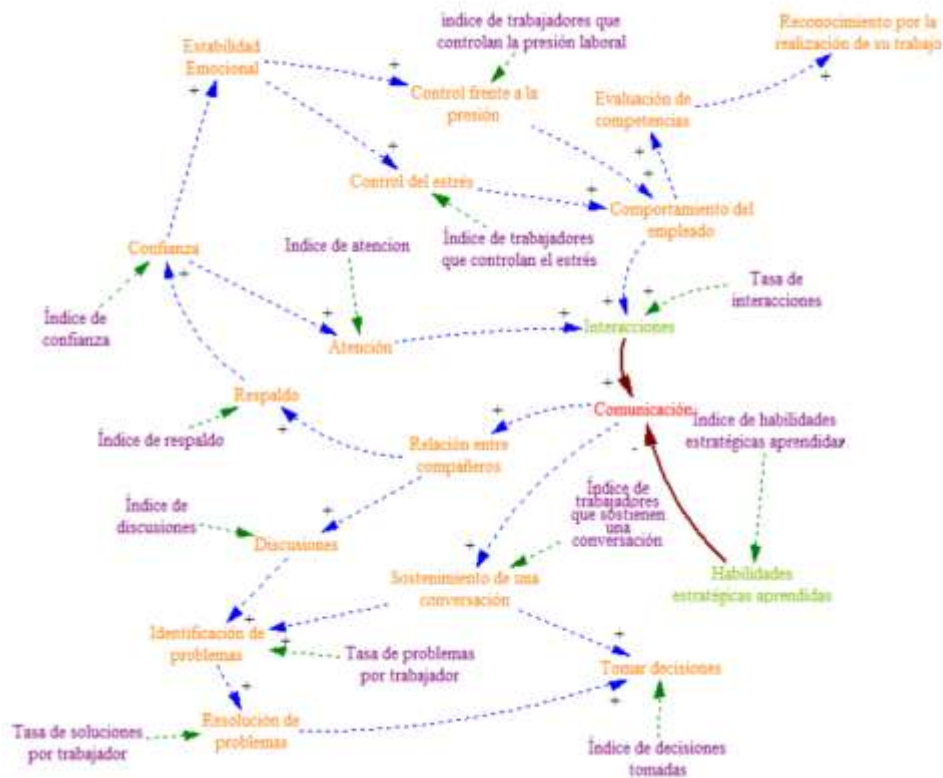 índice de trabajadores que
controlan la presión laboral
Reconocimiento por la
realización de su trabajo
Estabilidad
Emocional
Control frente a la
presión
Evaluación de
competencias
Control del estrés
Comportamiento del
empleado
Confianza
Indice de atencion
Índice de trabajadores
que controlan el estrés
Tasa de
interacciones
Índice de
confianza
Atención
Interacciones
Respaldo
Comunicación
Índice de habilidades
estratégicas aprendidas
Índice de respaldo
Relación entre
compañeros
Índice de
trabajadores
que sostienen
una
conversación
Índice de
discusiones
Discusiones
Sostenimiento de una
conversación
Habilidades
estratégicas aprendidas
Identificación de
problemas
Tasa de problemas
por trabajador
Tomar decisiones
Tasa de soluciones
por trabajador
Resolución de
problemas
Índice de decisiones
tomadas